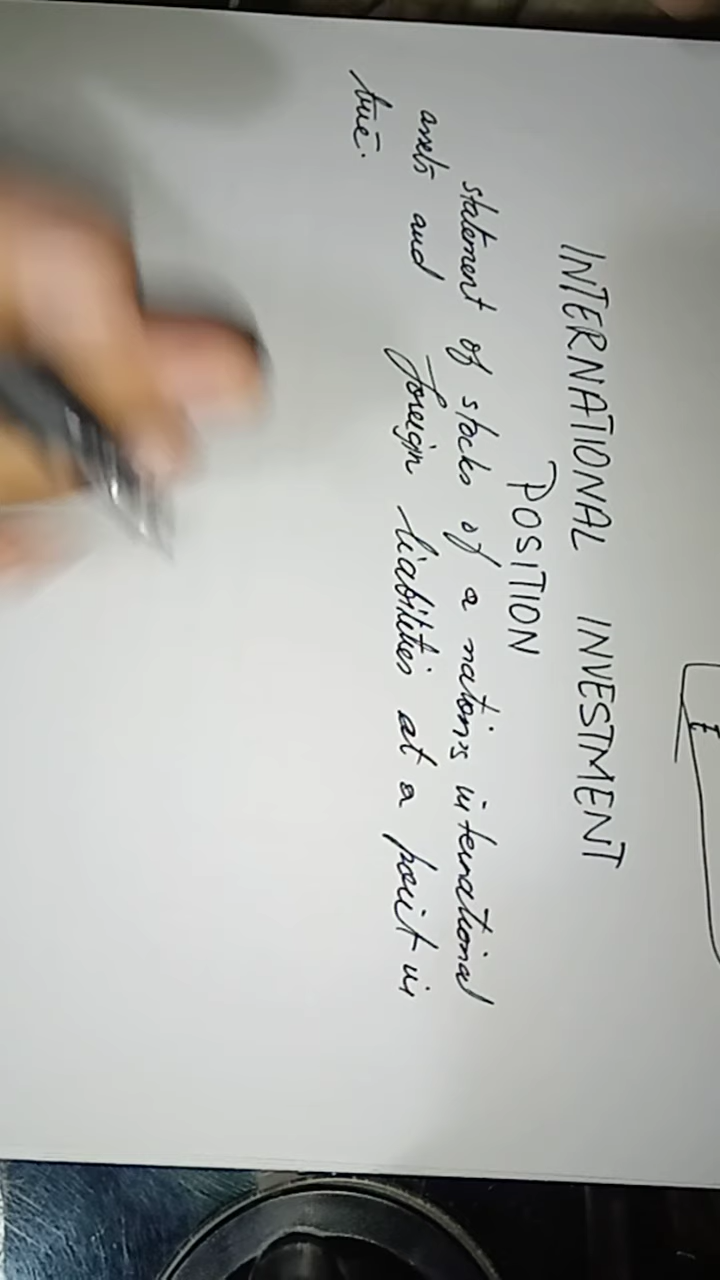 INTERNATIONAL INVESTMENT
POSITION
statement of stocks of a nation's international
assets and foreign liabilities at a point in
time.